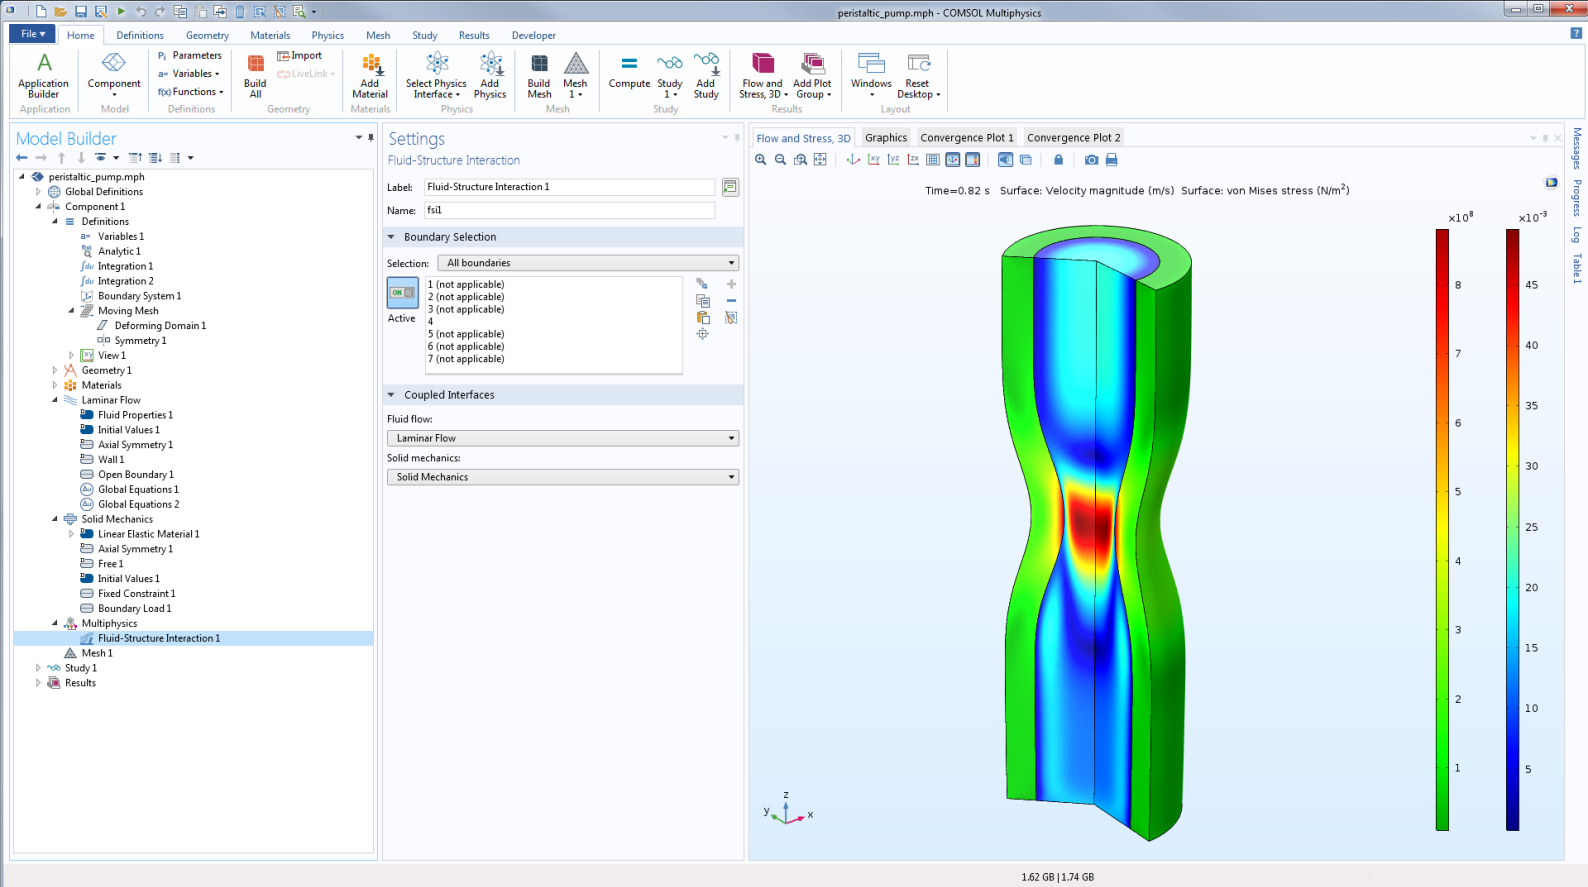 peristaltic_pump.mph - COMSOL Multiphysics
File
Home
Definitions
Geometry
Materials
Physics
Mesh
Study
Results
Developer
Application Builder
Application
Component
Model
Pi Parameters
a= Variables
f(x) Functions
Definitions
Build All
Import
LiveLink
Geometry
Add Material
Materials
Select Physics Interface
Add Physics
Physics
Build Mesh
Mesh 1
Mesh
Compute
Study 1
Add Study
Study
Flow and Stress, 3D
Add Plot Group
Results
Windows
Reset Desktop
Layout
Model Builder
peristaltic_pump.mph
Global Definitions
Component 1
Definitions
a= Variables 1
f(x) Analytic 1
∫du Integration 1
∫du Integration 2
Boundary System 1
Moving Mesh
Deforming Domain 1
Symmetry 1
xy View 1
Geometry 1
Materials
Laminar Flow
Fluid Properties 1
Initial Values 1
Axial Symmetry 1
Wall 1
Open Boundary 1
Δu Global Equations 1
Δu Global Equations 2
Solid Mechanics
Linear Elastic Material 1
Axial Symmetry 1
Free 1
Initial Values 1
Fixed Constraint 1
Boundary Load 1
Multiphysics
Fluid-Structure Interaction 1
Mesh 1
Study 1
Results
Settings
Fluid-Structure Interaction
Label: Fluid-Structure Interaction 1
Name: fsi1
Boundary Selection
Selection: All boundaries
ON
Active
1 (not applicable)
2 (not applicable)
3 (not applicable)
4
5 (not applicable)
6 (not applicable)
7 (not applicable)
Coupled Interfaces
Fluid flow:
Laminar Flow
Solid mechanics:
Solid Mechanics
Flow and Stress, 3D
Graphics
Convergence Plot 1
Convergence Plot 2
xy yz zx
Time=0.82 s Surface: Velocity magnitude (m/s) Surface: von Mises stress (N/m²)
×10⁸
8
7
6
5
4
3
2
1
×10⁻³
45
40
35
30
25
20
15
10
5
z
y
x
Messages
Progress
Log
Table 1
1.62 GB | 1.74 GB